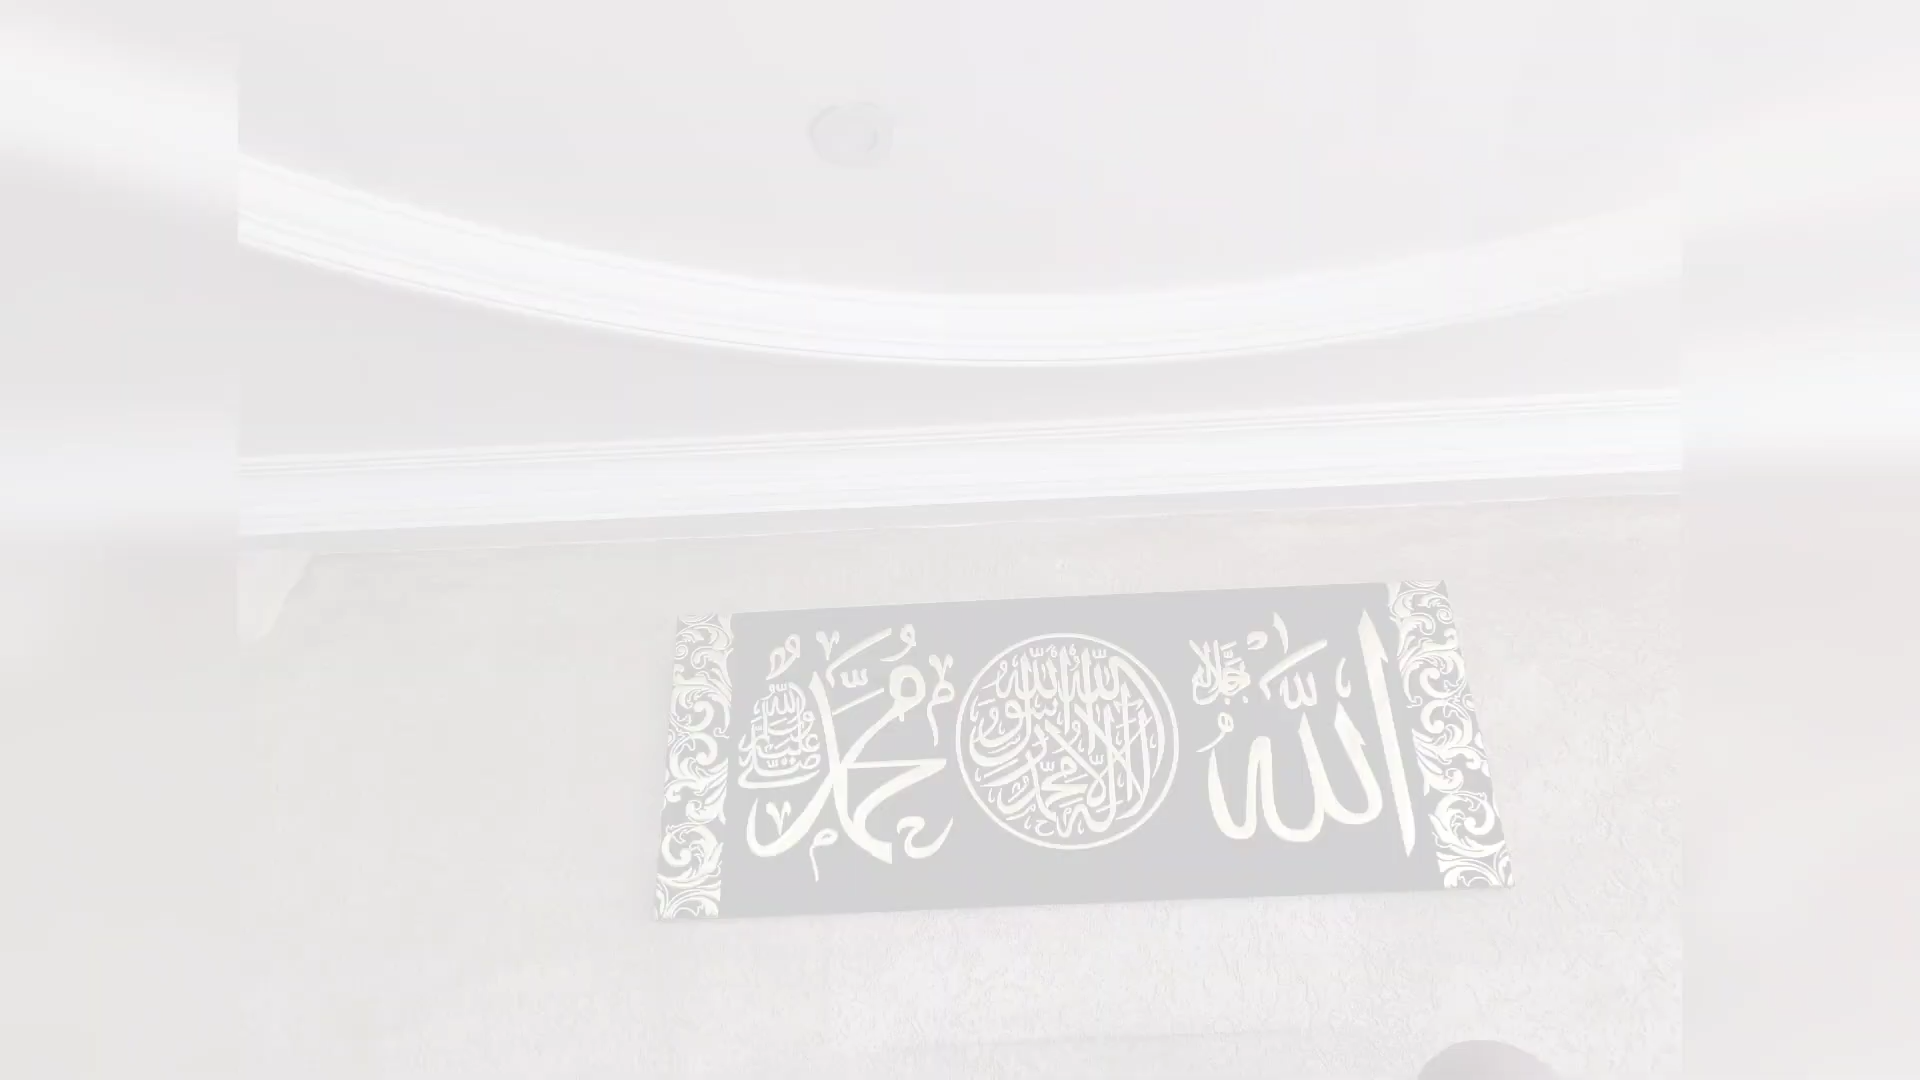 الله جل جلاله
لا إله إلا الله محمد رسول الله
محمد صلى الله عليه وسلم